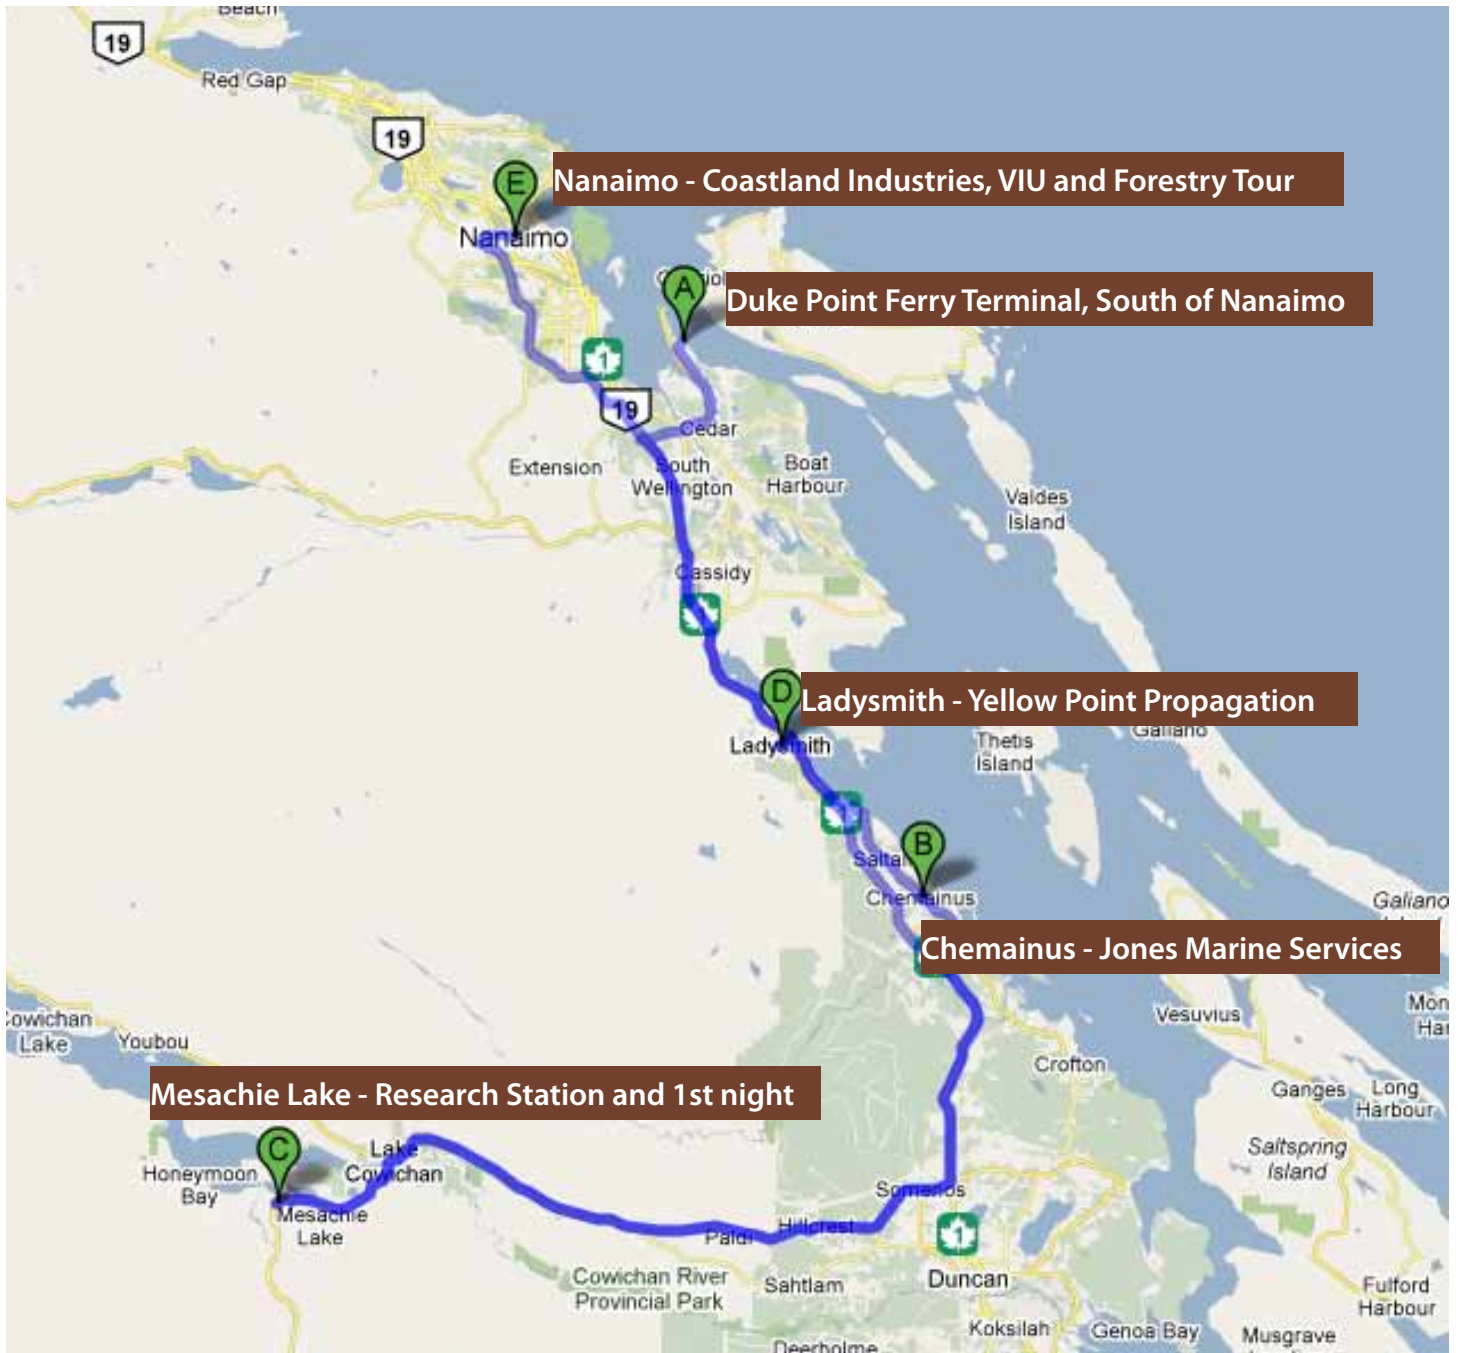 Beach
19
Red Gap
19
E
Nanaimo - Coastland Industries, VIU and Forestry Tour
Nanaimo
A
Duke Point Ferry Terminal, South of Nanaimo
1
19
Cedar
Extension
South
Wellington
Boat
Harbour
Valdes
Island
Cassidy
D
Ladysmith - Yellow Point Propagation
Ladysmith
Thetis
Island
Galiano
B
Chemainus
Galiano
Chemainus - Jones Marine Services
Cowichan
Lake
Youbou
Vesuvius
Crofton
Mesachie Lake - Research Station and 1st night
Ganges
Long
Harbour
C
Lake
Cowichan
Honeymoon
Bay
Saltspring
Island
Somenos
Mesachie
Lake
Paldi
Hillcrest
1
Cowichan River
Provincial Park
Sahtlam
Duncan
Fulford
Harbour
Koksilah
Genoa Bay
Musgrave
Deerholme